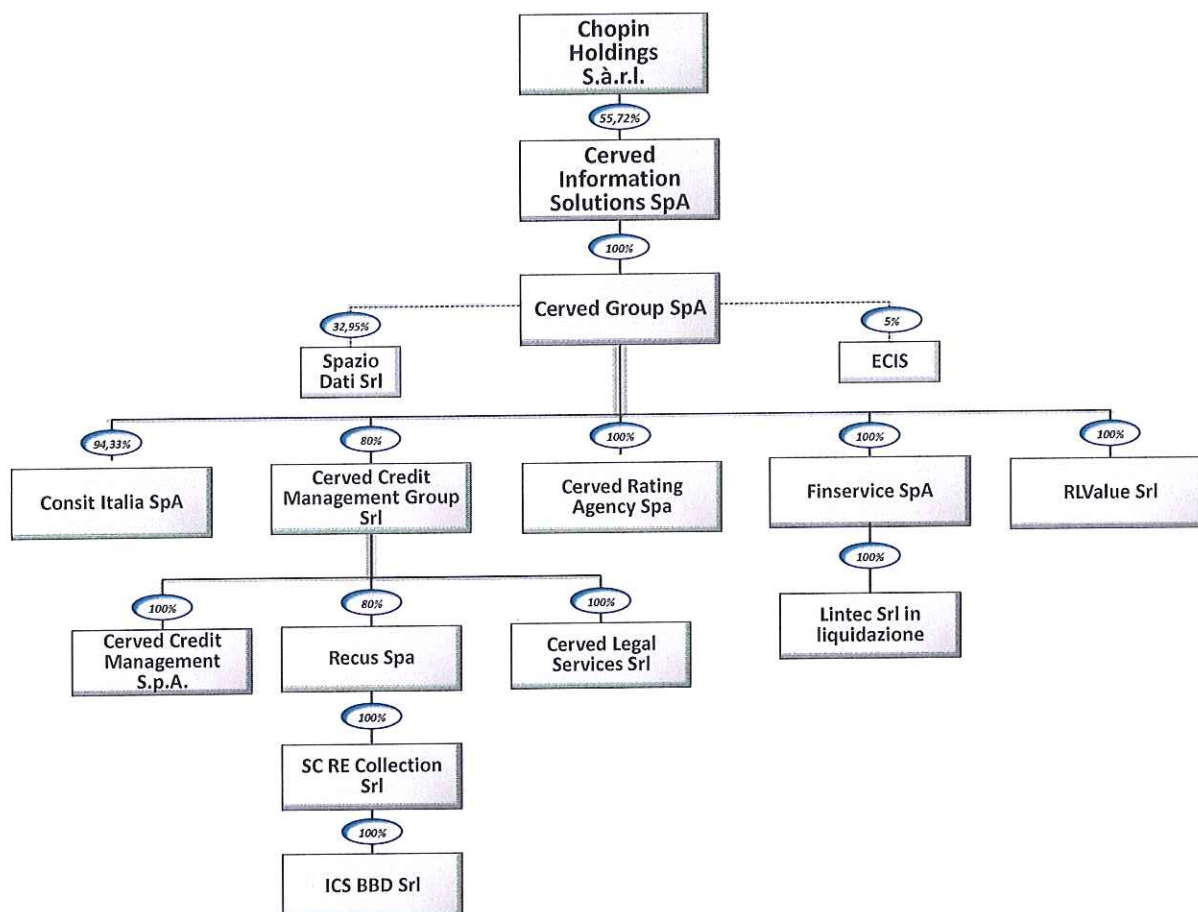 Chopin
Holdings
S.à.r.l.
55,72%
Cerved
Information
Solutions SpA
100%
Cerved Group SpA
32,95%
5%
Spazio
Dati Srl
ECIS
94,33%
80%
100%
100%
100%
Consit Italia SpA
Cerved Credit
Management Group
Srl
Cerved Rating
Agency Spa
Finservice SpA
RLValue Srl
100%
80%
100%
100%
Cerved Credit
Management
S.p.A.
Recus Spa
Cerved Legal
Services Srl
Lintec Srl in
liquidazione
100%
SC RE Collection
Srl
100%
ICS BBD Srl